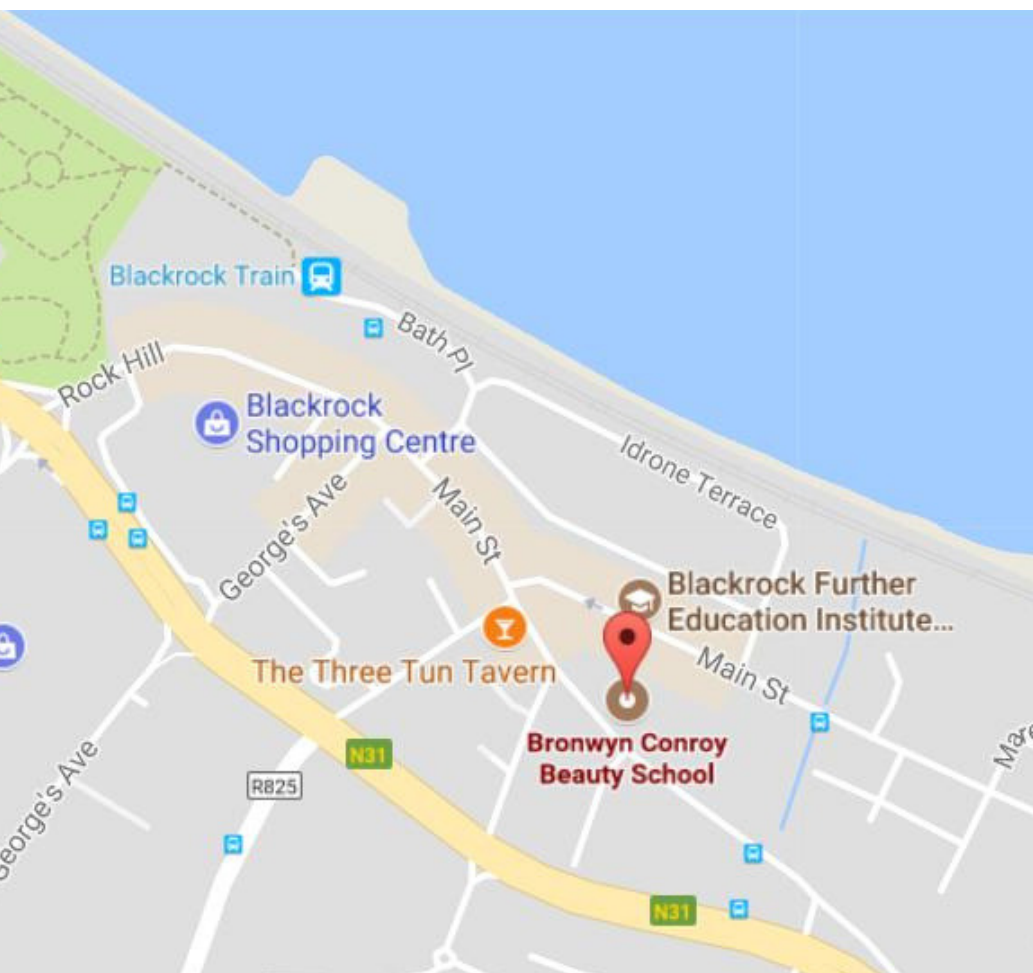 Blackrock Train
Bath Pl
Rock Hill
Blackrock
Shopping Centre
Idrone Terrace
Main St
George's Ave
Blackrock Further
Education Institute...
The Three Tun Tavern
Main St
Bronwyn Conroy
Beauty School
N31
R825
George's Ave
N31